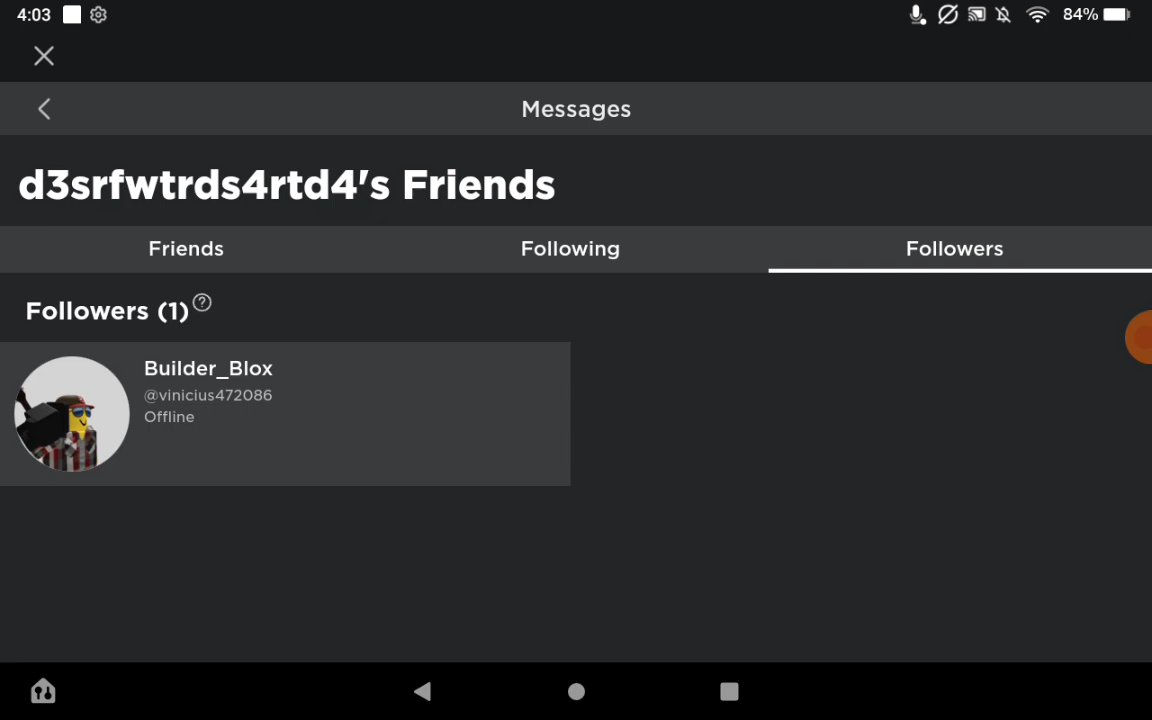 4:03
84%
Messages
d3srfwtrds4rtd4's Friends
Friends
Following
Followers
Followers (1)
Builder_Blox
@vinicius472086
Offline